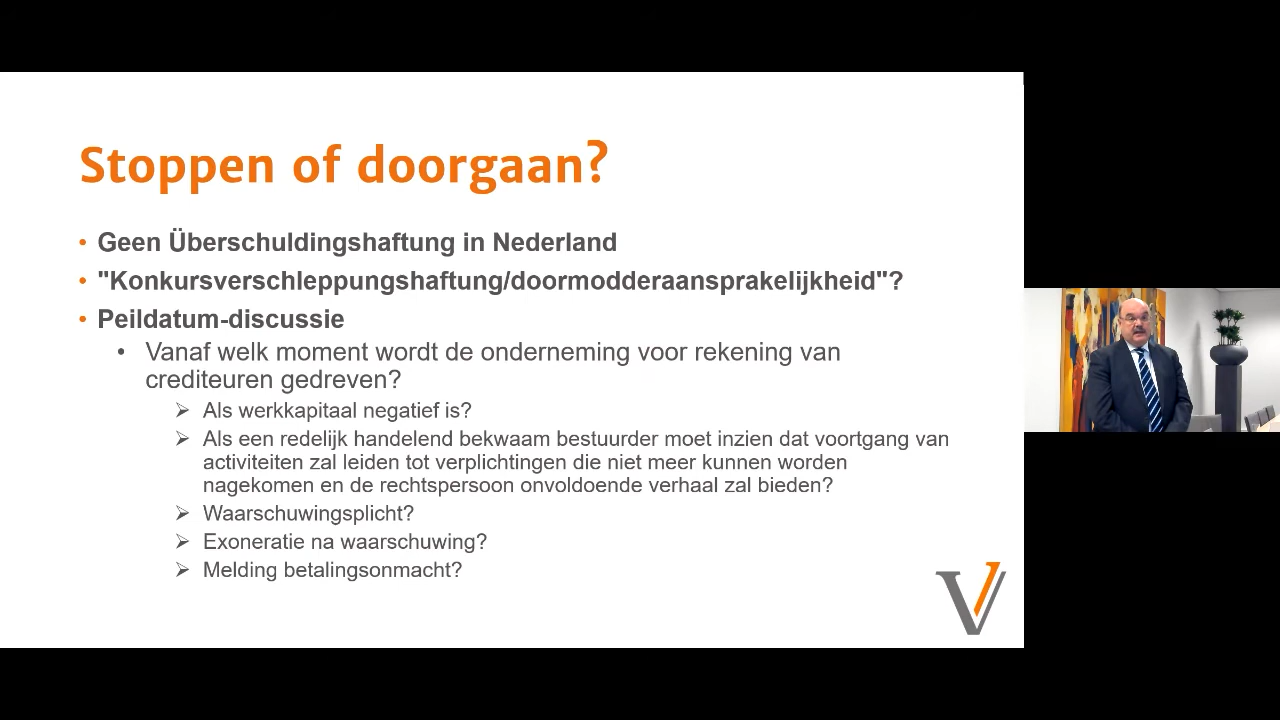 Stoppen of doorgaan?
• Geen Überschuldingshaftung in Nederland
• "Konkursverschleppungshaftung/doormodderaansprakelijkheid"?
• Peildatum-discussie
• Vanaf welk moment wordt de onderneming voor rekening van
crediteuren gedreven?
➢ Als werkkapitaal negatief is?
➢ Als een redelijk handelend bekwaam bestuurder moet inzien dat voortgang van
activiteiten zal leiden tot verplichtingen die niet meer kunnen worden
nagekomen en de rechtspersoon onvoldoende verhaal zal bieden?
➢ Waarschuwingsplicht?
➢ Exoneratie na waarschuwing?
➢ Melding betalingsonmacht?